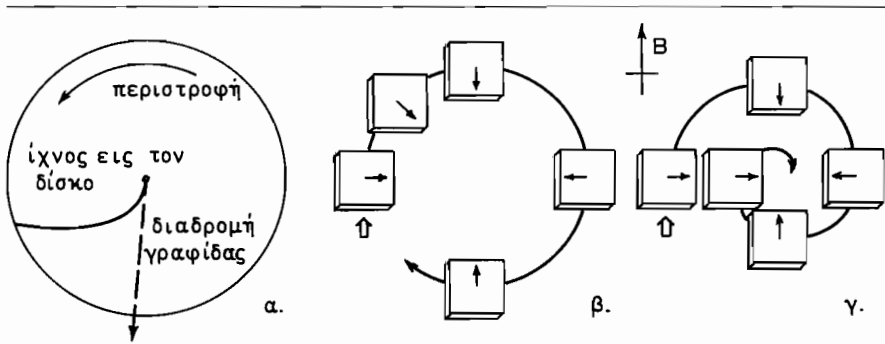 περιστροφή
ίχνος εις τον
δίσκο
διαδρομή
γραφίδας
α.
β.
Β
γ.